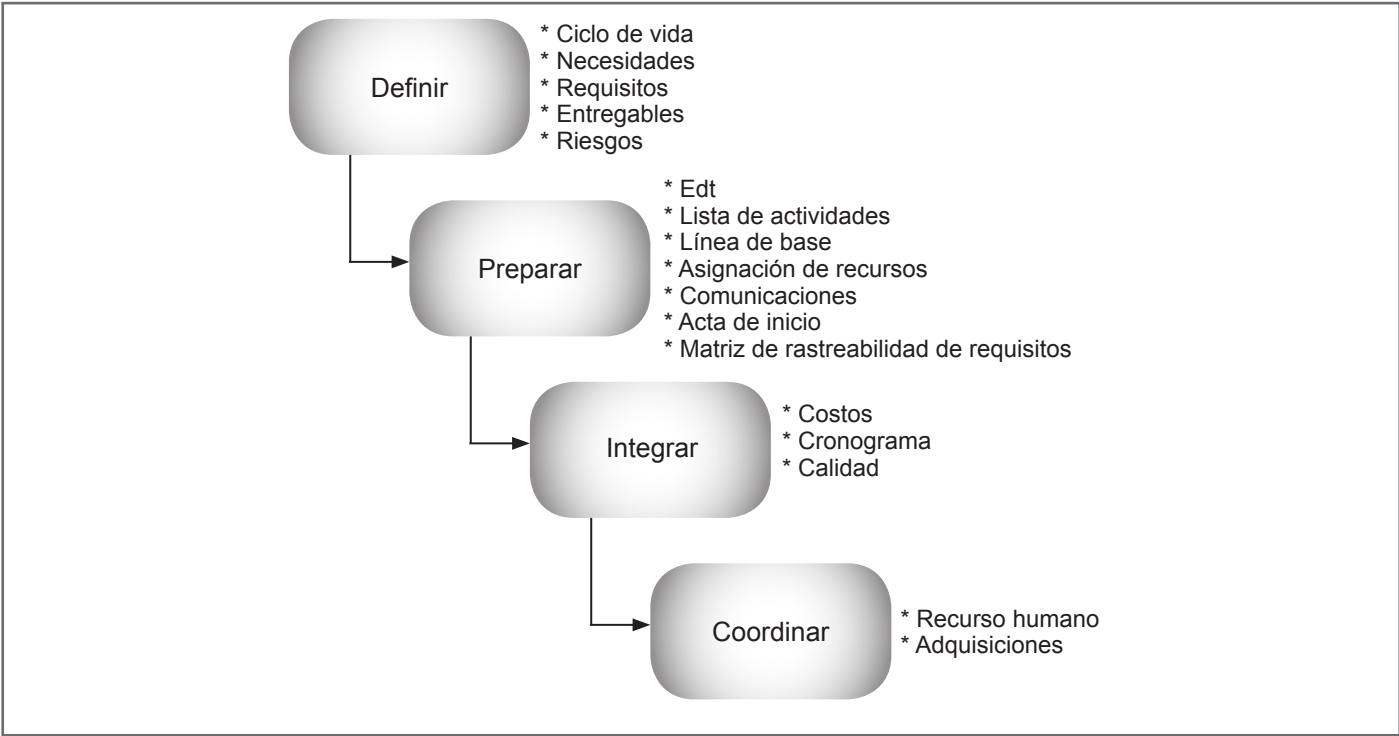 Definir
* Ciclo de vida
* Necesidades
* Requisitos
* Entregables
* Riesgos
Preparar
* Edt
* Lista de actividades
* Línea de base
* Asignación de recursos
* Comunicaciones
* Acta de inicio
* Matriz de rastreabilidad de requisitos
Integrar
* Costos
* Cronograma
* Calidad
Coordinar
* Recurso humano
* Adquisiciones